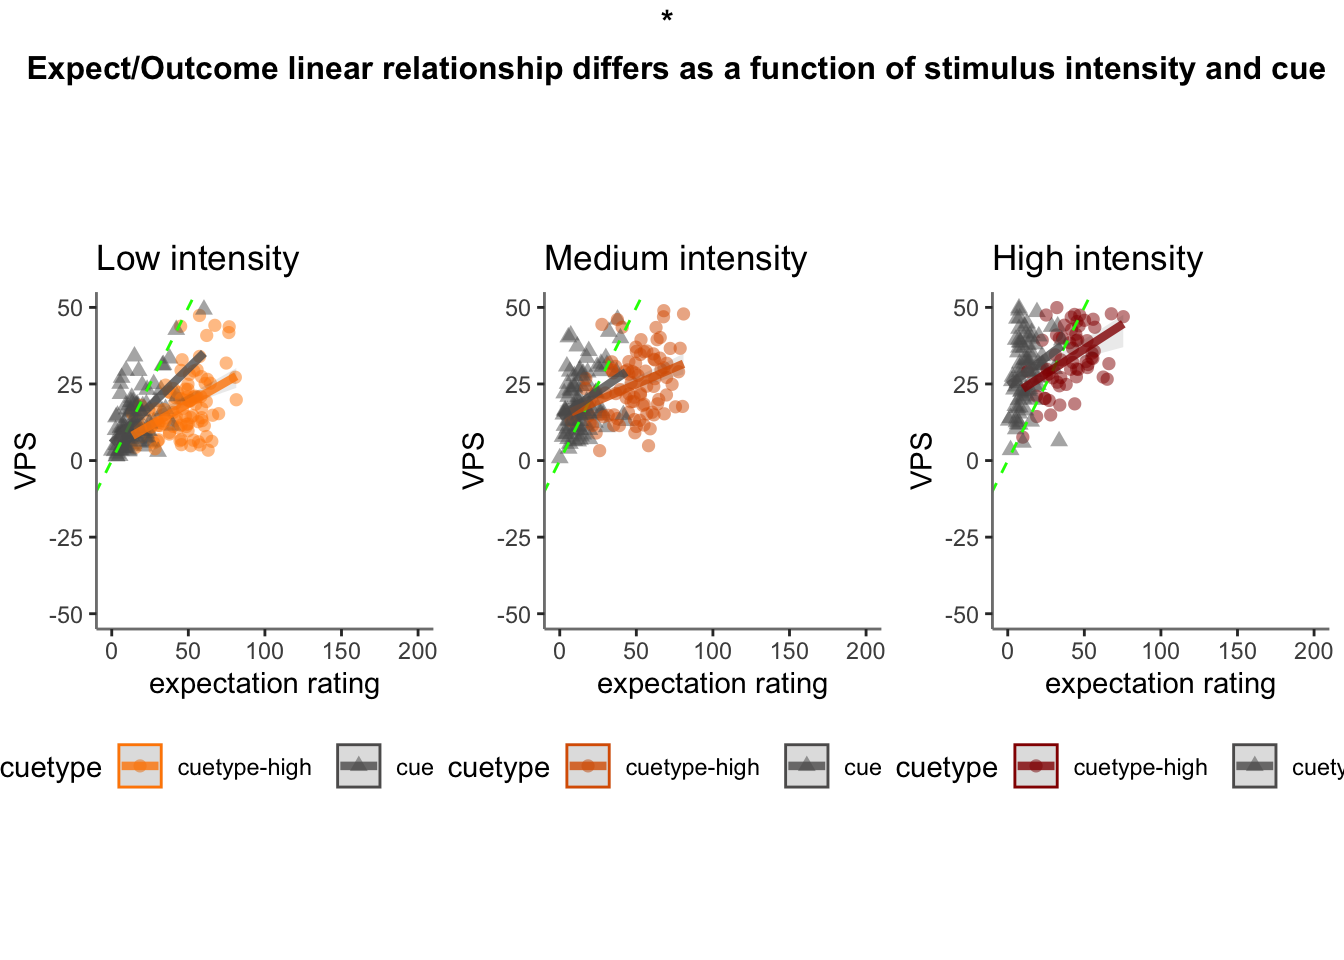 *
Expect/Outcome linear relationship differs as a function of stimulus intensity and cue
Low intensity
50
25
0
-25
-50
VPS
0 50 100 150 200
expectation rating
cuetype cuetype-high cue
Medium intensity
50
25
0
-25
-50
VPS
0 50 100 150 200
expectation rating
cuetype cuetype-high cue
High intensity
50
25
0
-25
-50
VPS
0 50 100 150 200
expectation rating
cuetype cuetype-high cuety